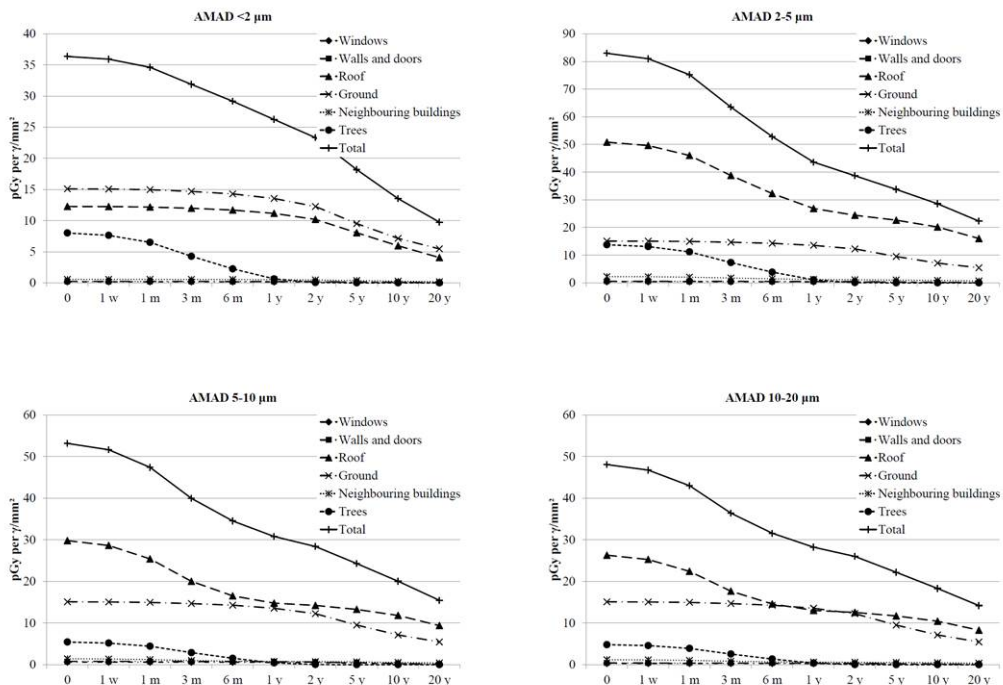 AMAD <2 µm
pGy per γ/mm²
40
35
30
25
20
15
10
5
0
0 1 w 1 m 3 m 6 m 1 y 2 y 5 y 10 y 20 y
Windows
Walls and doors
Roof
Ground
Neighbouring buildings
Trees
Total
AMAD 2-5 µm
pGy per γ/mm²
90
80
70
60
50
40
30
20
10
0
0 1 w 1 m 3 m 6 m 1 y 2 y 5 y 10 y 20 y
Windows
Walls and doors
Roof
Ground
Neighbouring buildings
Trees
Total
AMAD 5-10 µm
pGy per γ/mm²
60
50
40
30
20
10
0
0 1 w 1 m 3 m 6 m 1 y 2 y 5 y 10 y 20 y
Windows
Walls and doors
Roof
Ground
Neighbouring buildings
Trees
Total
AMAD 10-20 µm
pGy per γ/mm²
60
50
40
30
20
10
0
0 1 w 1 m 3 m 6 m 1 y 2 y 5 y 10 y 20 y
Windows
Walls and doors
Roof
Ground
Neighbouring buildings
Trees
Total